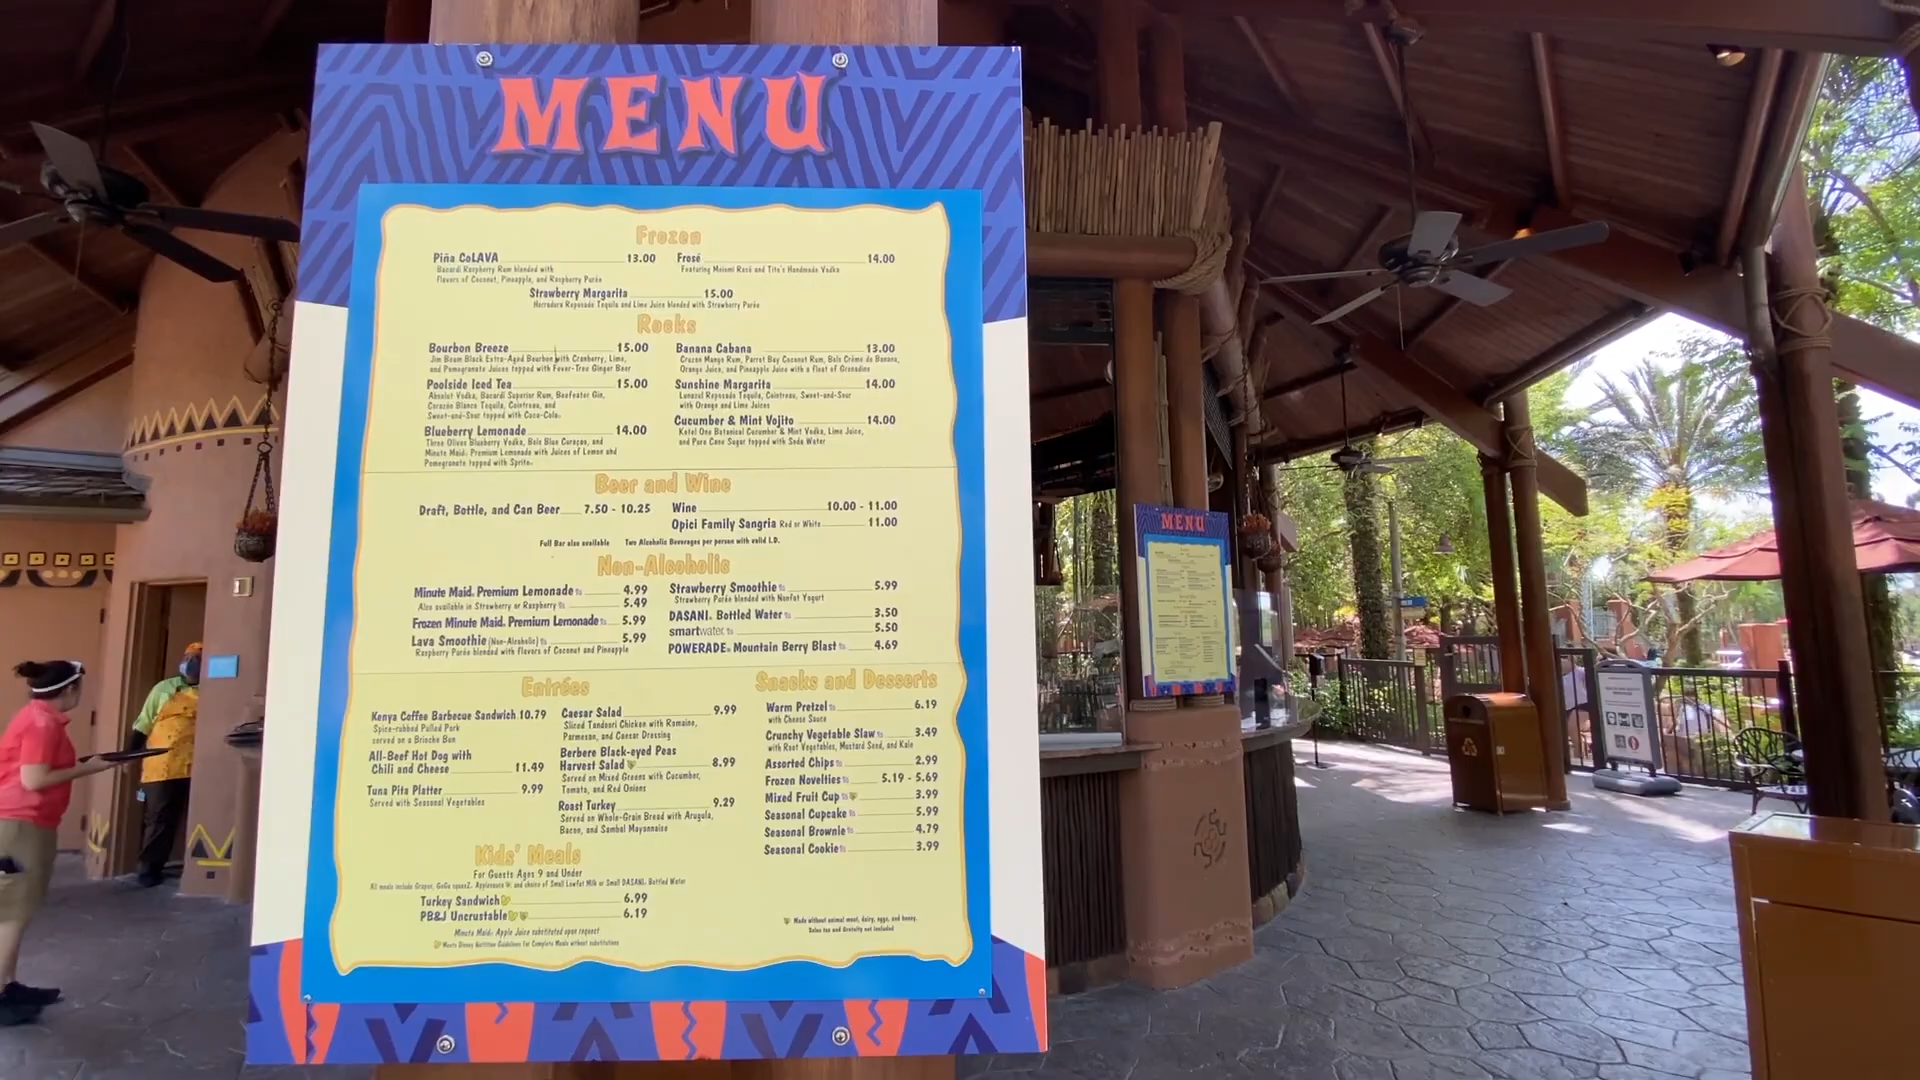 MENU
Frozen
Piña CoLAVA 13.00
Bacardi Raspberry Rum blended with
flavors of Coconut, Pineapple, and Raspberry Purée
Frosé 14.00
Featuring Meiomi Rosé and Tito's Handmade Vodka
Strawberry Margarita 15.00
Herradura Reposado Tequila and Lime Juice blended with Strawberry Purée
Rocks
Bourbon Breeze 15.00
Jim Beam Black Extra-Aged Bourbon with Cranberry, Lime,
and Pomegranate Juices topped with Fever-Tree Ginger Beer
Poolside Iced Tea 15.00
Absolut Vodka, Bacardi Superior Rum, Beefeater Gin,
Corazón Blanco Tequila, Cointreau, and
Sweet-and-Sour topped with Coca-Cola®
Blueberry Lemonade 14.00
Three Olives Blueberry Vodka, Bols Blue Curaçao, and
Minute Maid® Premium Lemonade with Juices of Lemon and
Pomegranate topped with Sprite®
Banana Cabana 13.00
Cruzan Mango Rum, Parrot Bay Coconut Rum, Bols Crème de Banana,
Orange Juice, and Pineapple Juice with a float of Grenadine
Sunshine Margarita 14.00
Lunazul Reposado Tequila, Cointreau, Sweet-and-Sour
with Orange and Lime Juices
Cucumber & Mint Vojito 14.00
Ketel One Botanical Cucumber & Mint Vodka, Lime Juice,
and Pure Cane Sugar topped with Soda Water
Beer and Wine
Draft, Bottle, and Can Beer 7.50 - 10.25
Wine 10.00 - 11.00
Opici Family Sangria Red or White 11.00
Full Bar also available Two Alcoholic Beverages per person with valid I.D.
Non-Alcoholic
Minute Maid® Premium Lemonade 4.99
Also available in Strawberry or Raspberry 5.49
Frozen Minute Maid® Premium Lemonade 5.99
Lava Smoothie (Non-Alcoholic) 5.99
Raspberry Purée blended with flavors of Coconut and Pineapple
Strawberry Smoothie 5.99
Strawberry Purée blended with Nonfat Yogurt
DASANI® Bottled Water 3.50
smartwater® 5.50
POWERADE® Mountain Berry Blast 4.69
Entrées
Kenya Coffee Barbecue Sandwich 10.79
Spice-rubbed Pulled Pork
served on a Brioche Bun
All-Beef Hot Dog with
Chili and Cheese 11.49
Tuna Pita Platter 9.99
Served with Seasonal Vegetables
Caesar Salad 9.99
Sliced Tandoori Chicken with Romaine,
Parmesan, and Caesar Dressing
Berbere Black-eyed Peas
Harvest Salad 8.99
Served on Mixed Greens with Cucumber,
Tomato, and Red Onions
Roast Turkey 9.29
Served on Whole-Grain Bread with Arugula,
Bacon, and Sambal Mayonnaise
Snacks and Desserts
Warm Pretzel 6.19
with Cheese Sauce
Crunchy Vegetable Slaw 3.49
with Root Vegetables, Mustard Seed, and Kale
Assorted Chips 2.99
Frozen Novelties 5.19 - 5.69
Mixed Fruit Cup 3.99
Seasonal Cupcake 5.99
Seasonal Brownie 4.79
Seasonal Cookie 3.99
Kids' Meals
For Guests Ages 9 and Under
All meals include Grapes, GoGo squeeZ® Applesauce and choice of Small Lowfat Milk or Small DASANI® Bottled Water
Turkey Sandwich 6.99
PB&J Uncrustable 6.19
Minute Maid® Apple Juice substituted upon request
Meets Disney Nutrition Guidelines for Complete Meals without substitutions
Made without animal meat, dairy, eggs, and honey.
Sales tax and Gratuity not included
MENU